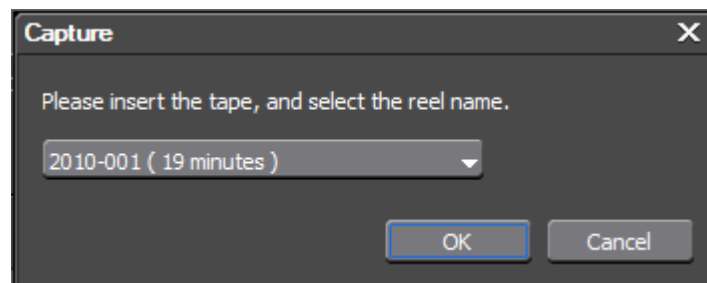 Capture
Please insert the tape, and select the reel name.
2010-001 ( 19 minutes )
OK Cancel